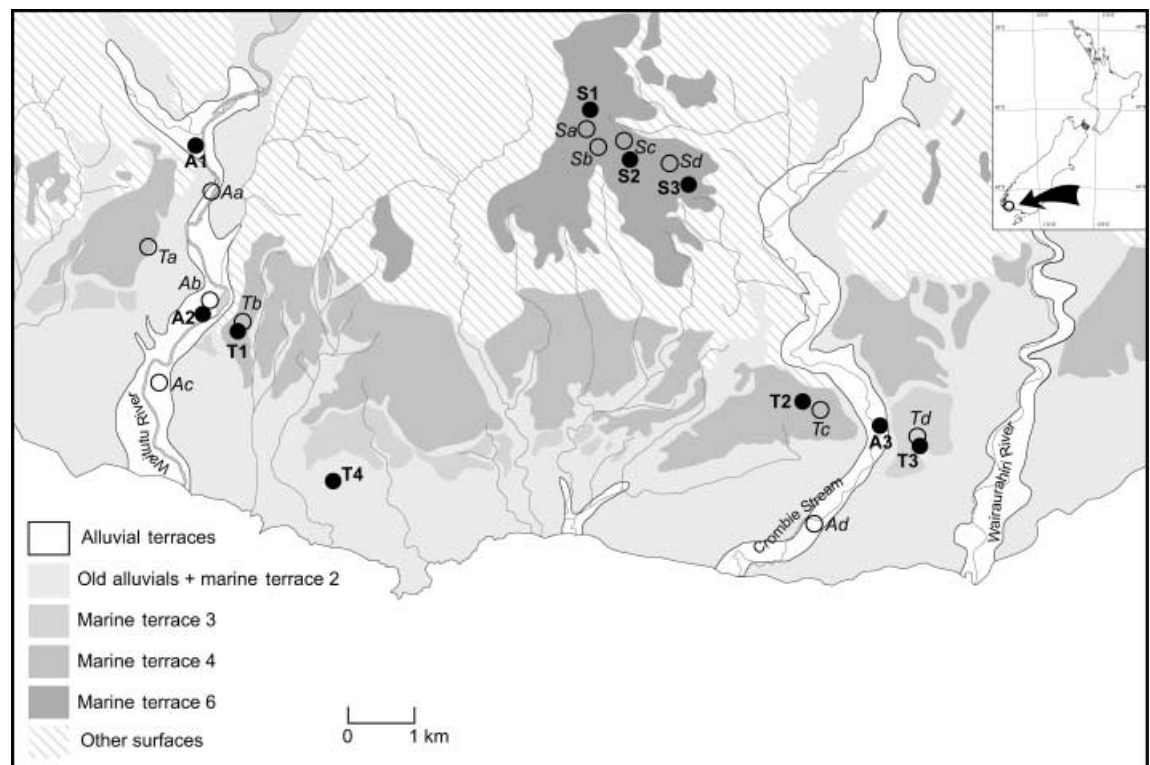 S1
Sa
Sc
Sb
Sd
S2
S3
A1
Aa
Ta
Ab
Tb
A2
T1
Ac
T2
Tc
Td
A3
T3
T4
Ad
Waitutu River
Crombie Stream
Wairaurahiri River
Alluvial terraces
Old alluvials + marine terrace 2
Marine terrace 3
Marine terrace 4
Marine terrace 6
Other surfaces
0 1 km